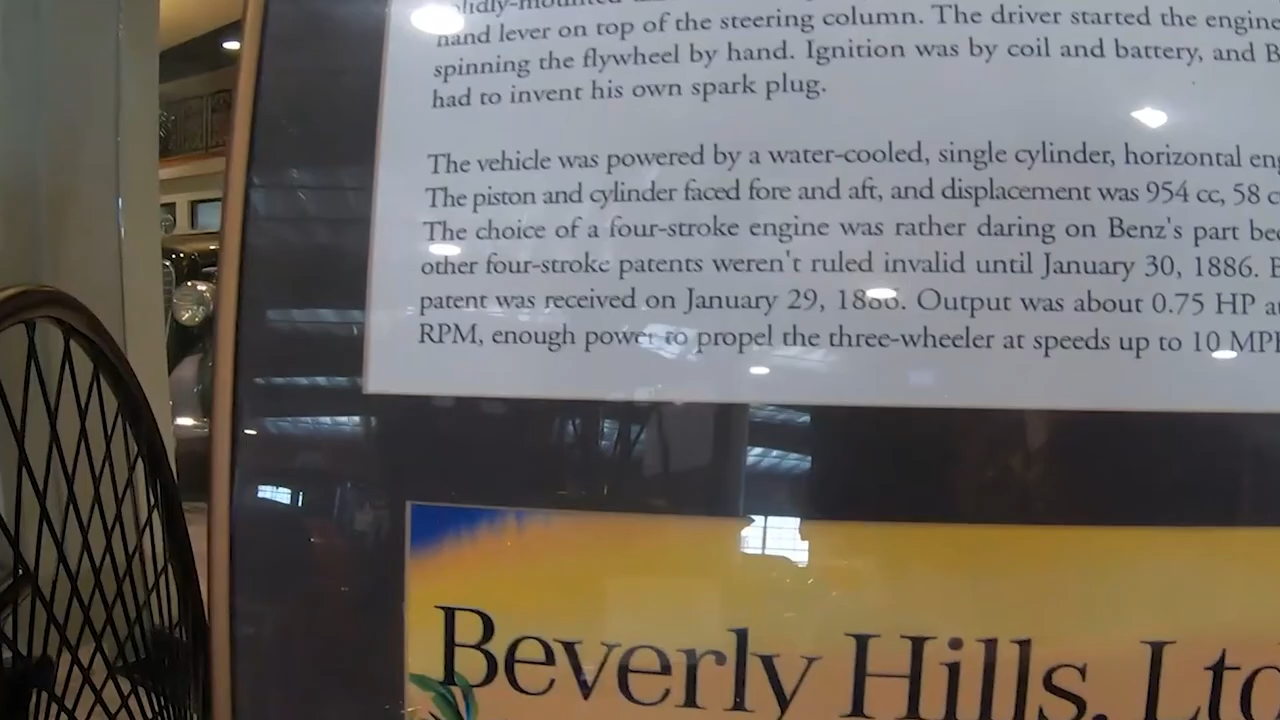 hand lever on top of the steering column. The driver started the engine
spinning the flywheel by hand. Ignition was by coil and battery, and B
had to invent his own spark plug.
The vehicle was powered by a water-cooled, single cylinder, horizontal eng
The piston and cylinder faced fore and aft, and displacement was 954 cc, 58 c
The choice of a four-stroke engine was rather daring on Benz's part bec
other four-stroke patents weren't ruled invalid until January 30, 1886. B
patent was received on January 29, 1886. Output was about 0.75 HP a
RPM, enough power to propel the three-wheeler at speeds up to 10 MPH
Beverly Hills, Ltd